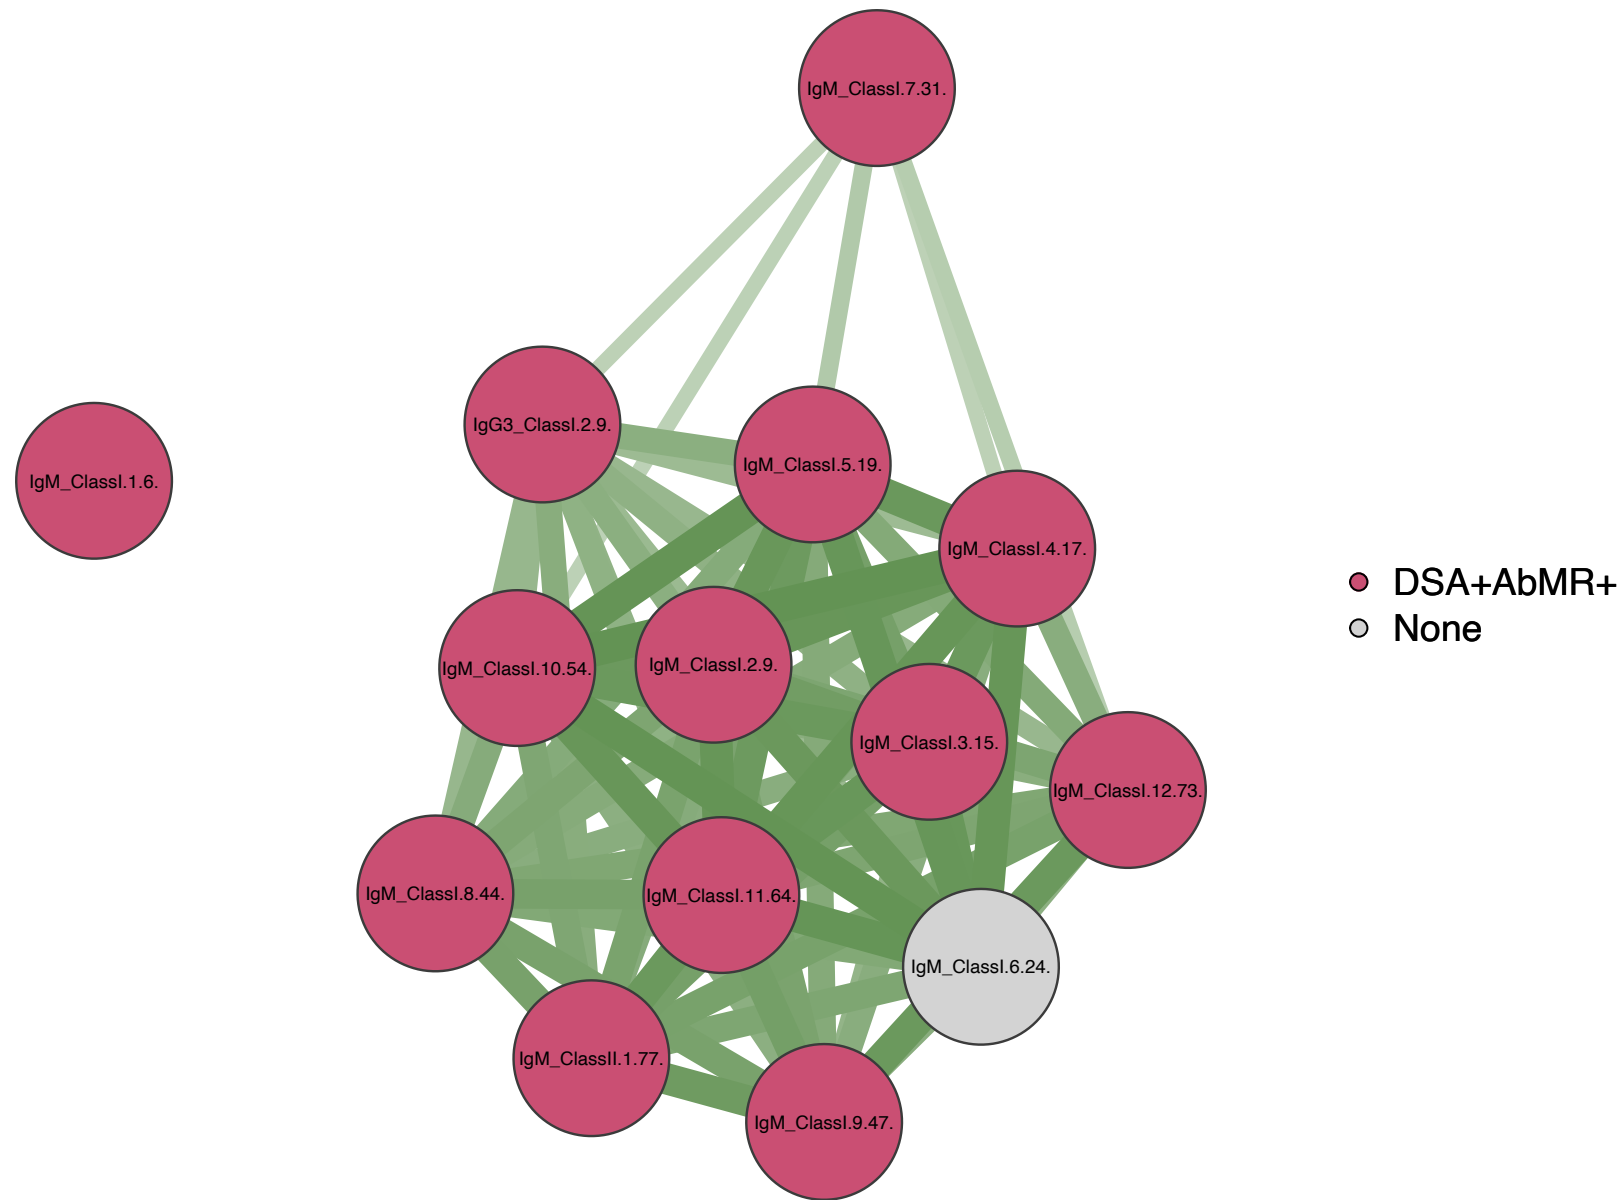 IgM_ClassI.7.31.
IgG3_ClassI.2.9.
IgM_ClassI.5.19.
IgM_ClassI.1.6.
IgM_ClassI.4.17.
DSA+AbMR+
None
IgM_ClassI.10.54.
IgM_ClassI.2.9.
IgM_ClassI.3.15.
IgM_ClassI.12.73.
IgM_ClassI.8.44.
IgM_ClassI.11.64.
IgM_ClassI.6.24.
IgM_ClassII.1.77.
IgM_ClassI.9.47.